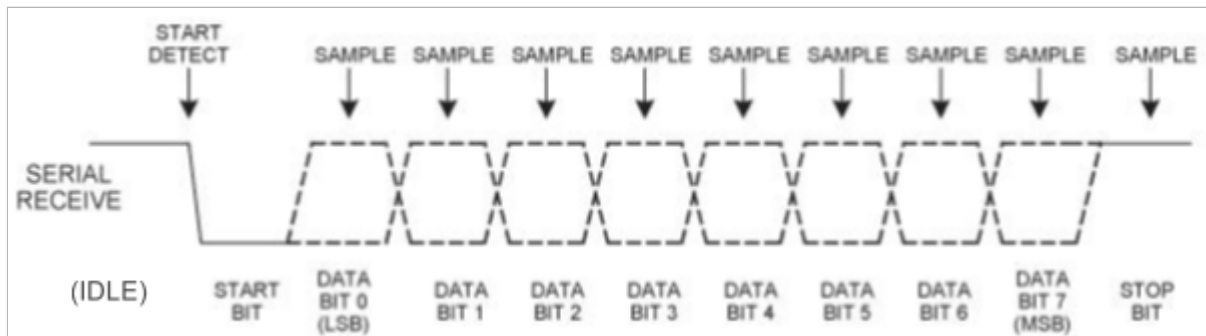 START
DETECT
SAMPLE SAMPLE SAMPLE SAMPLE SAMPLE SAMPLE SAMPLE SAMPLE SAMPLE
SERIAL
RECEIVE
(IDLE)
START
BIT
DATA
BIT 0
(LSB)
DATA
BIT 1
DATA
BIT 2
DATA
BIT 3
DATA
BIT 4
DATA
BIT 5
DATA
BIT 6
DATA
BIT 7
(MSB)
STOP
BIT